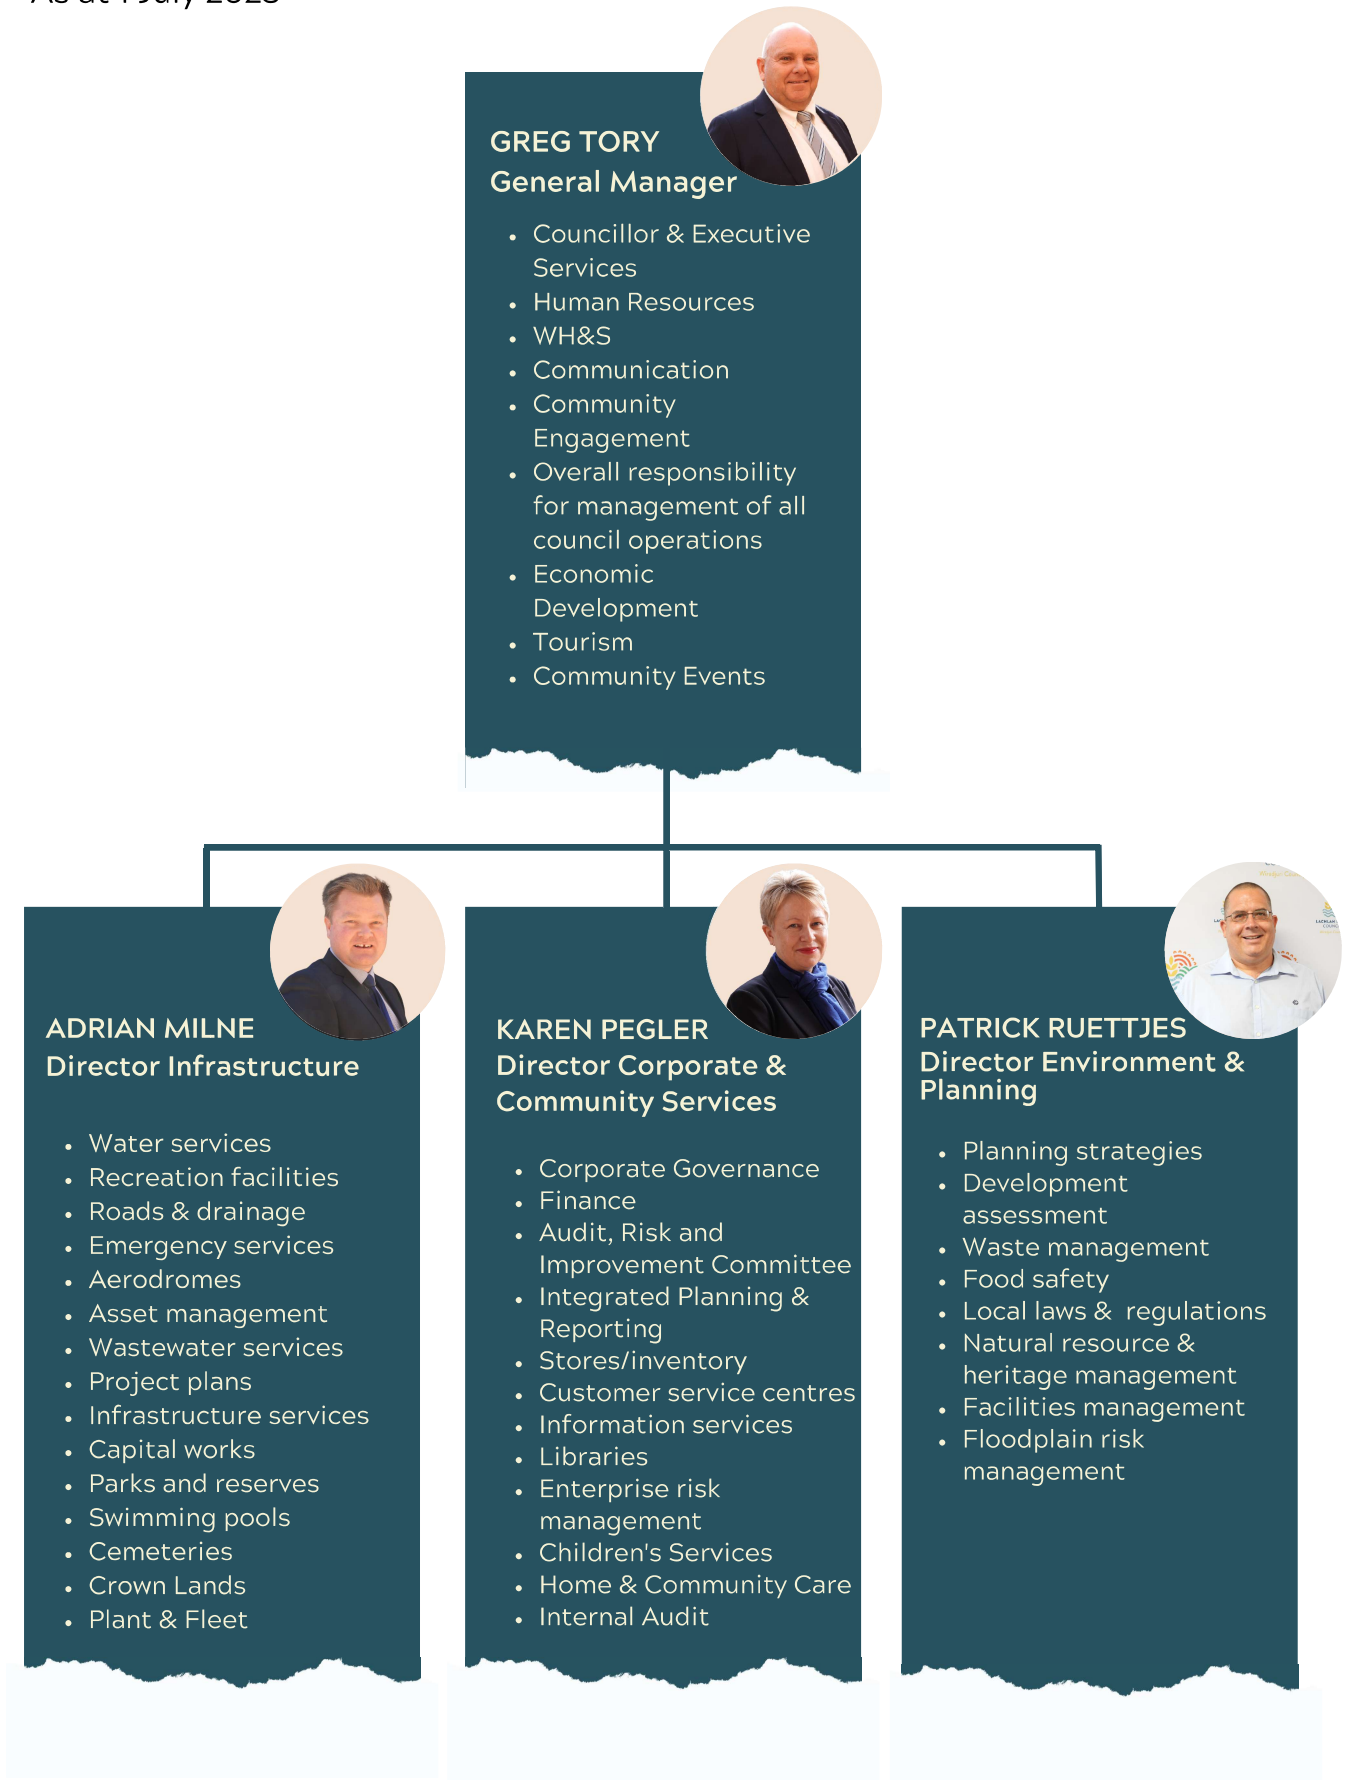 GREG TORY
General Manager
• Councillor & Executive
Services
• Human Resources
• WH&S
• Communication
• Community
Engagement
• Overall responsibility
for management of all
council operations
• Economic
Development
• Tourism
• Community Events
ADRIAN MILNE
Director Infrastructure
• Water services
• Recreation facilities
• Roads & drainage
• Emergency services
• Aerodromes
• Asset management
• Wastewater services
• Project plans
• Infrastructure services
• Capital works
• Parks and reserves
• Swimming pools
• Cemeteries
• Crown Lands
• Plant & Fleet
KAREN PEGLER
Director Corporate &
Community Services
• Corporate Governance
• Finance
• Audit, Risk and
Improvement Committee
• Integrated Planning &
Reporting
• Stores/inventory
• Customer service centres
• Information services
• Libraries
• Enterprise risk
management
• Children's Services
• Home & Community Care
• Internal Audit
PATRICK RUETTJES
Director Environment &
Planning
• Planning strategies
• Development
assessment
• Waste management
• Food safety
• Local laws &  regulations
• Natural resource &
heritage management
• Facilities management
• Floodplain risk
management